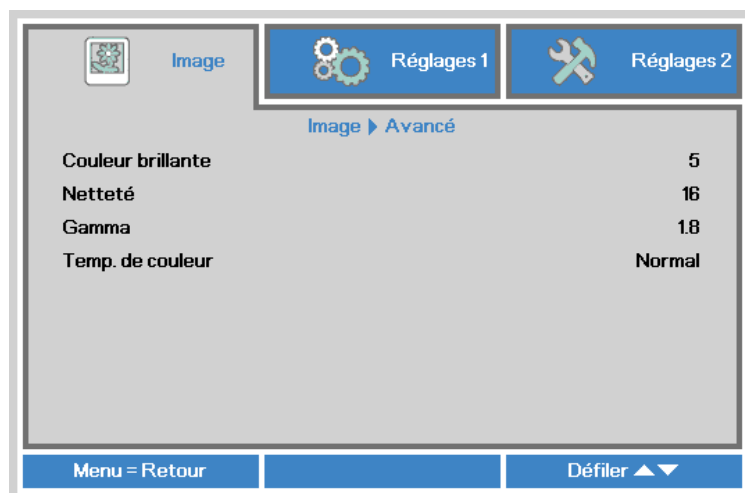 Image
Réglages 1
Réglages 2
Image ▶ Avancé
Couleur brillante 5
Netteté 16
Gamma 1.8
Temp. de couleur Normal
Menu = Retour
Défiler ▲▼